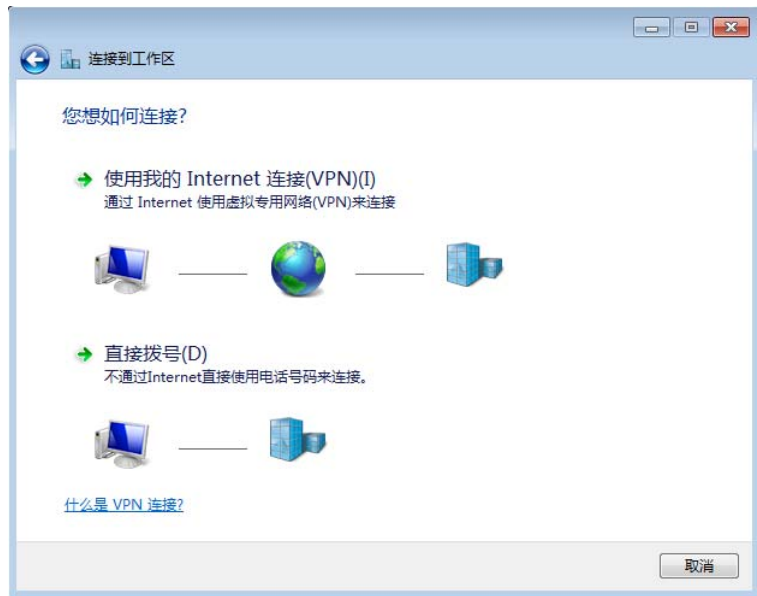 连接到工作区
您想如何连接?
使用我的 Internet 连接(VPN)(I)
通过 Internet 使用虚拟专用网络(VPN)来连接
直接拨号(D)
不通过Internet直接使用电话号码来连接。
什么是 VPN 连接?
取消